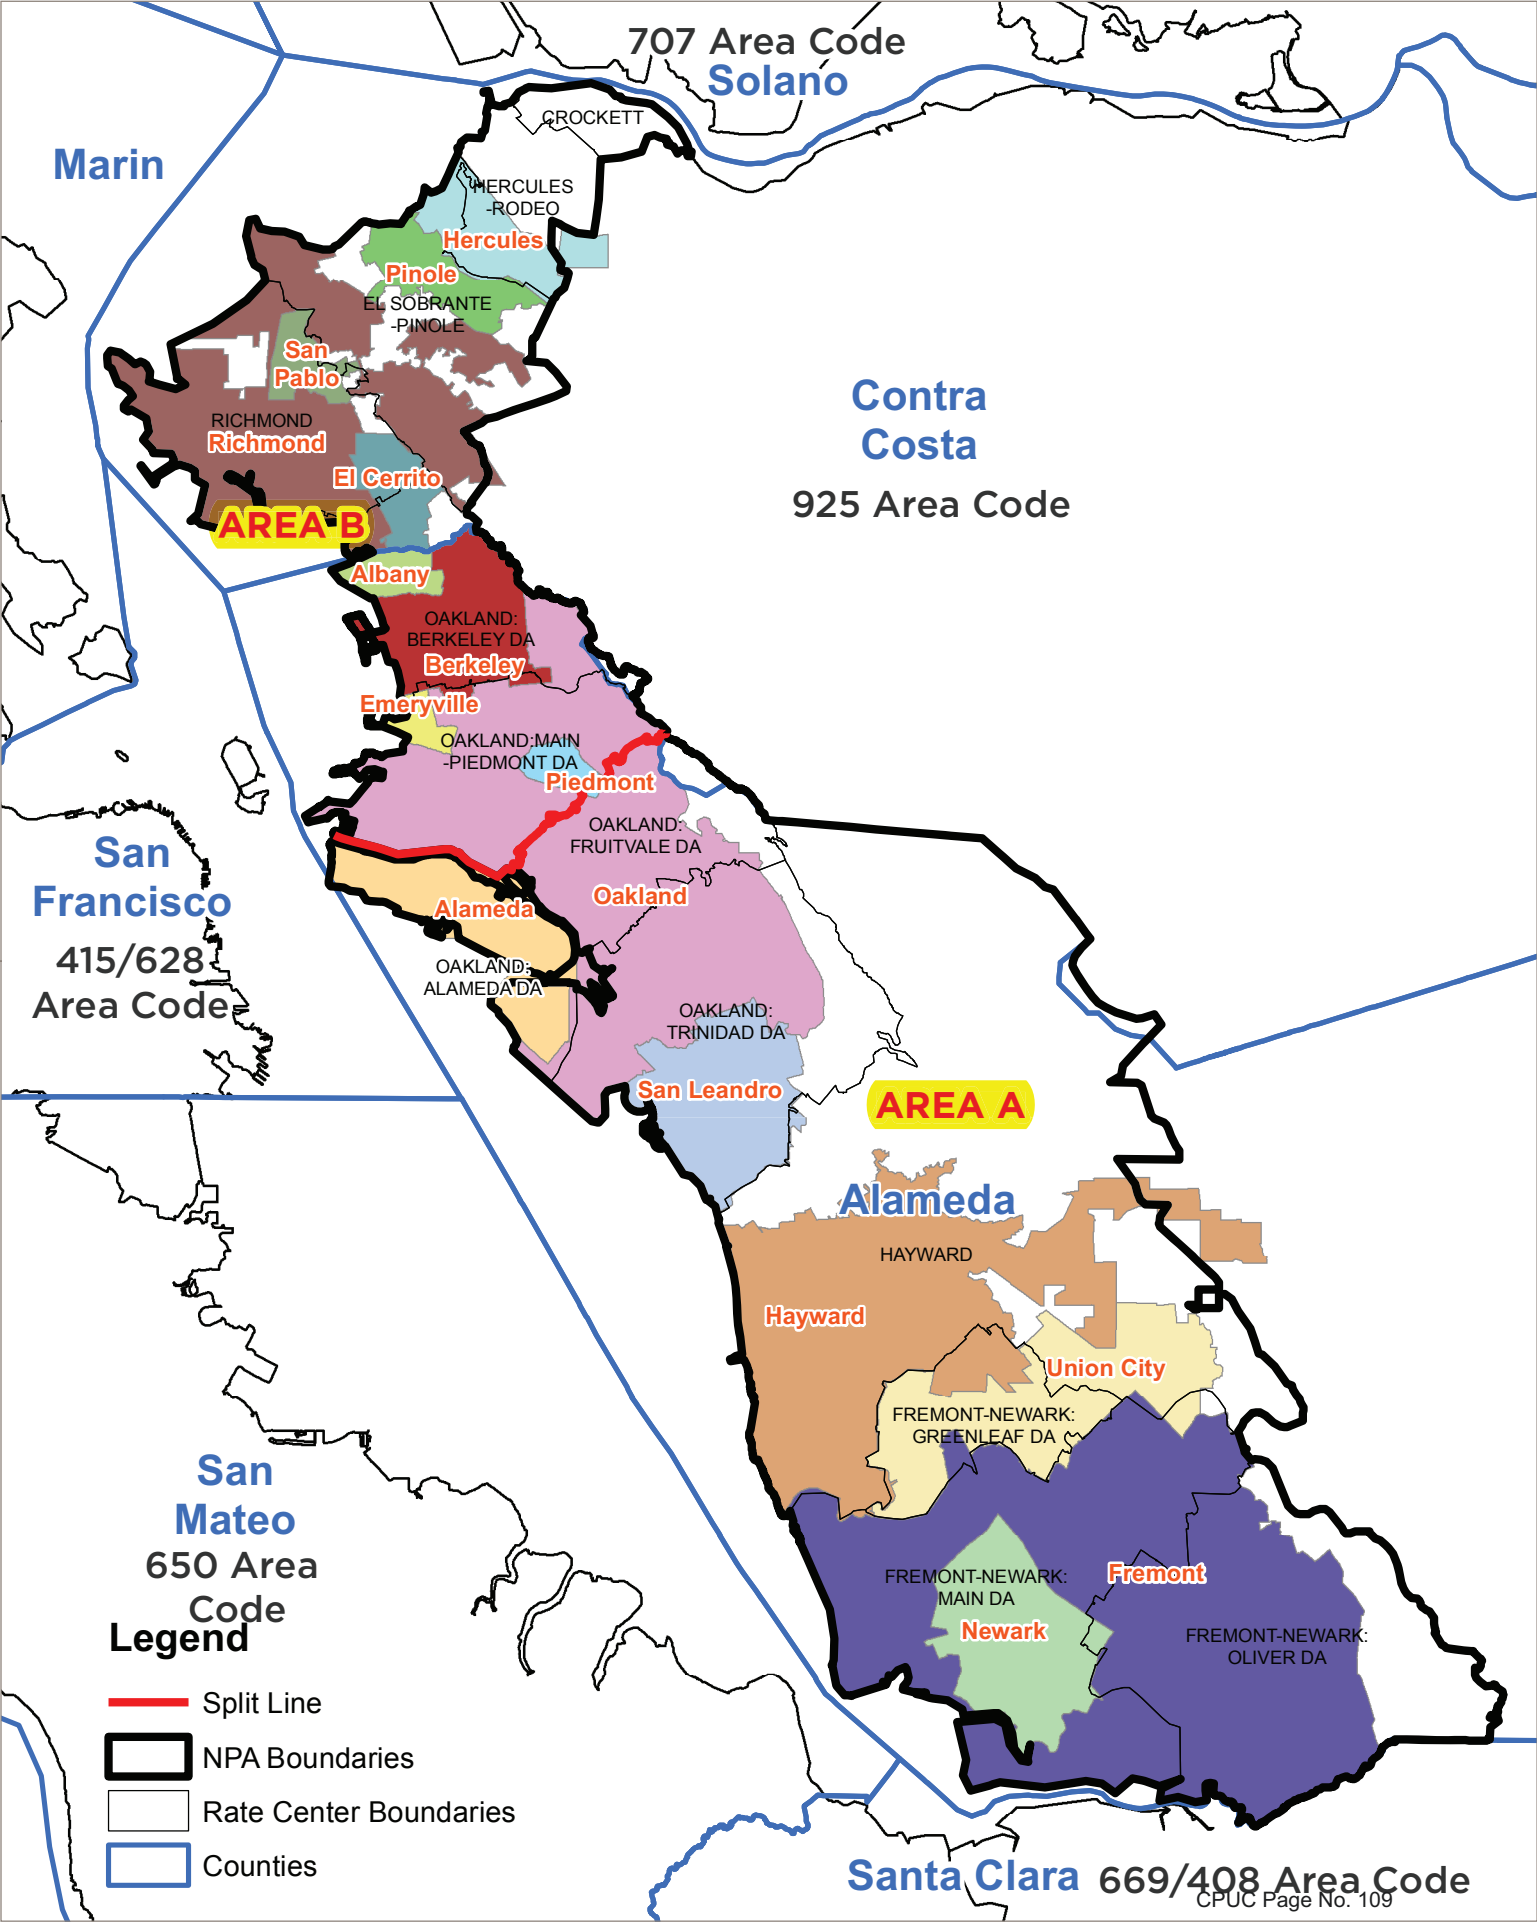 707 Area Code
Solano
CROCKETT
Marin
HERCULES
-RODEO
Hercules
Pinole
EL SOBRANTE
-PINOLE
San
Pablo
Contra
Costa
925 Area Code
RICHMOND
Richmond
El Cerrito
AREA B
Albany
OAKLAND:
BERKELEY DA
Berkeley
Emeryville
OAKLAND:MAIN
-PIEDMONT DA
Piedmont
OAKLAND:
FRUITVALE DA
San
Francisco
415/628
Area Code
Oakland
Alameda
OAKLAND:
ALAMEDA DA
OAKLAND:
TRINIDAD DA
San Leandro
AREA A
Alameda
HAYWARD
Hayward
Union City
FREMONT-NEWARK:
GREENLEAF DA
San
Mateo
650 Area
Code
FREMONT-NEWARK:
MAIN DA
Fremont
Newark
FREMONT-NEWARK:
OLIVER DA
Legend
Split Line
NPA Boundaries
Rate Center Boundaries
Counties
Santa Clara 669/408 Area Code
CPUC Page No. 109